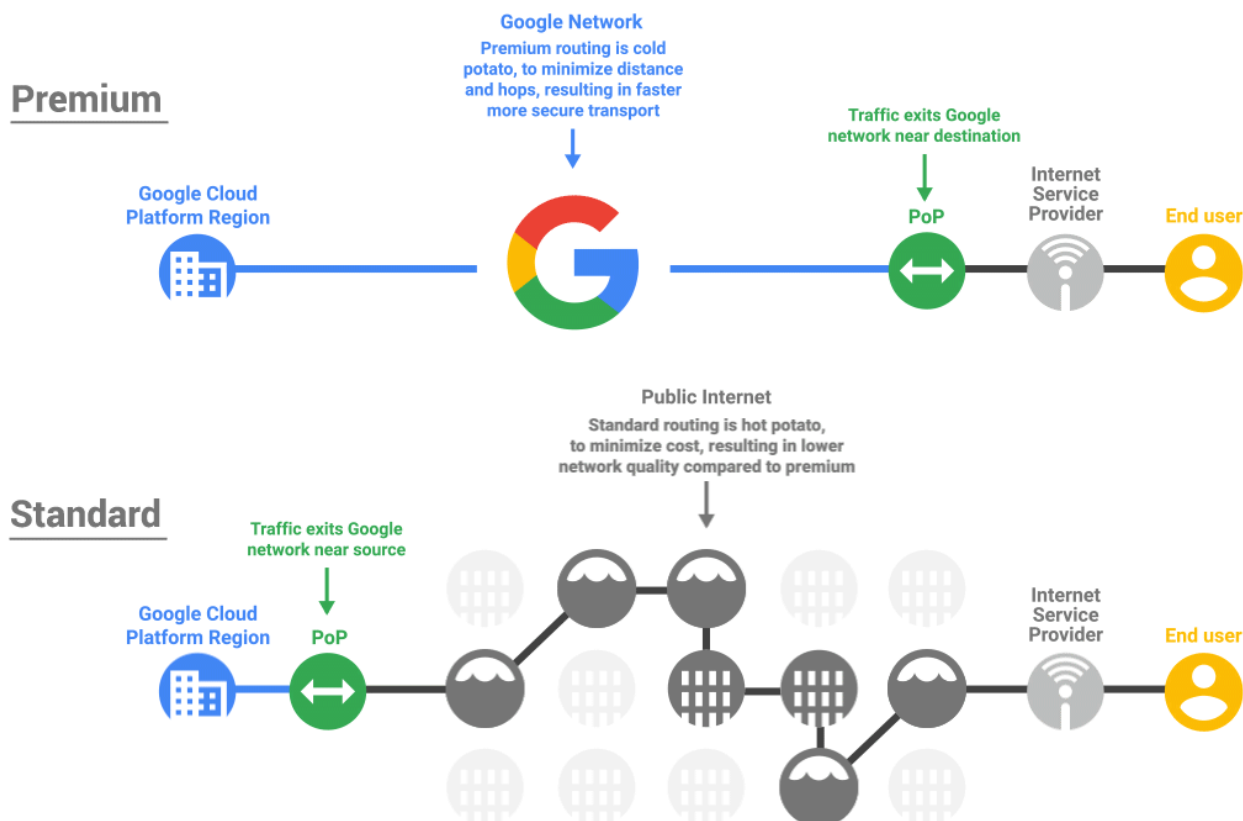 Google Network
Premium routing is cold
potato, to minimize distance
and hops, resulting in faster
more secure transport
Premium
Traffic exits Google
network near destination
Google Cloud
Platform Region
PoP
Internet
Service
Provider
End user
Public Internet
Standard routing is hot potato,
to minimize cost, resulting in lower
network quality compared to premium
Standard
Traffic exits Google
network near source
Google Cloud
Platform Region
PoP
Internet
Service
Provider
End user